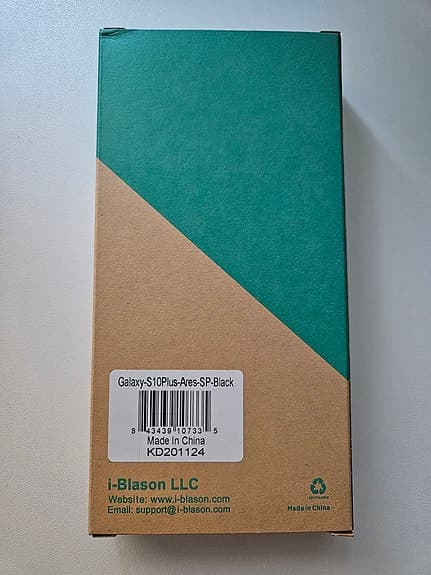 Galaxy-S10Plus-Ares-SP-Black
8 43439 10733 5
Made In China
KD201124
i-Blason LLC
Website: www.i-blason.com
Email: support@i-blason.com
RECYCLABLE
Made in China